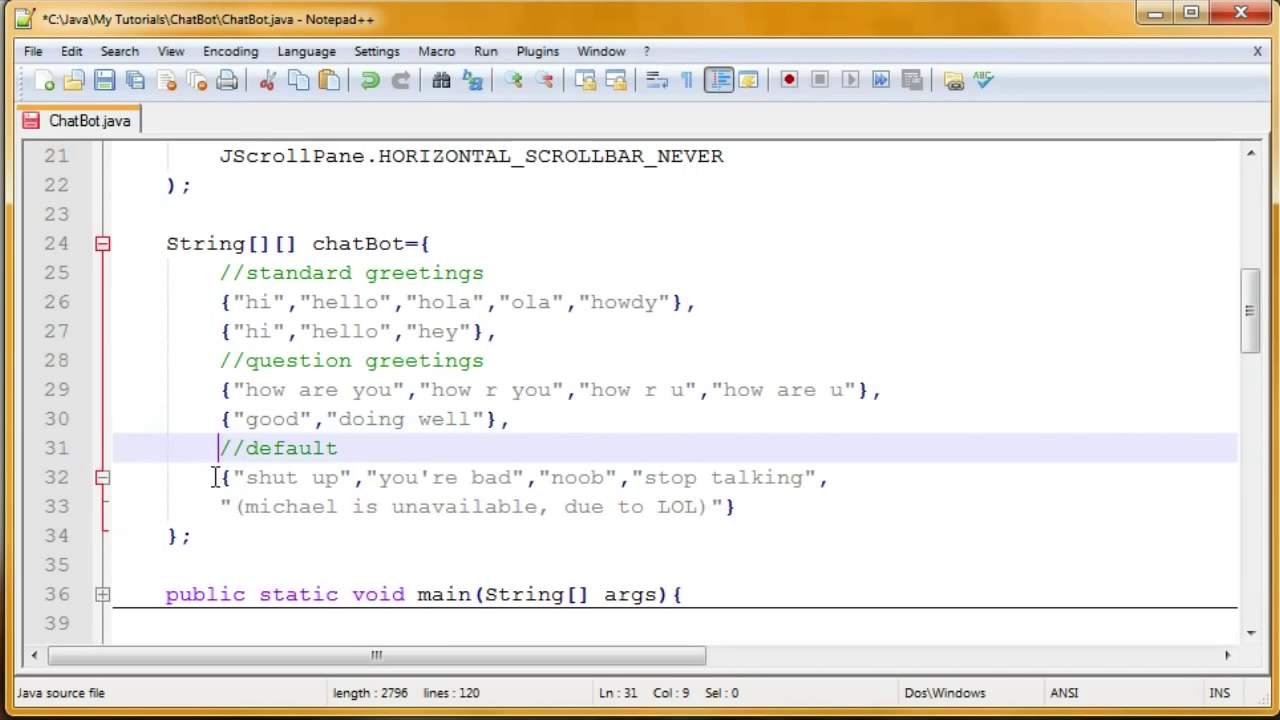 *C:\Java\My Tutorials\ChatBot\ChatBot.java - Notepad++
File Edit Search View Encoding Language Settings Macro Run Plugins Window ? X
ABC
ChatBot.java
21 JScrollPane.HORIZONTAL_SCROLLBAR_NEVER
22 );
23
24 String[][] chatBot={
25 //standard greetings
26 {"hi","hello","hola","ola","howdy"},
27 {"hi","hello","hey"},
28 //question greetings
29 {"how are you","how r you","how r u","how are u"},
30 {"good","doing well"},
31 //default
32 {"shut up","you're bad","noob","stop talking",
33 "(michael is unavailable, due to LOL)"}
34 };
35
36 public static void main(String[] args){
39
Java source file length : 2796 lines : 120 Ln : 31 Col : 9 Sel : 0 Dos\Windows ANSI INS